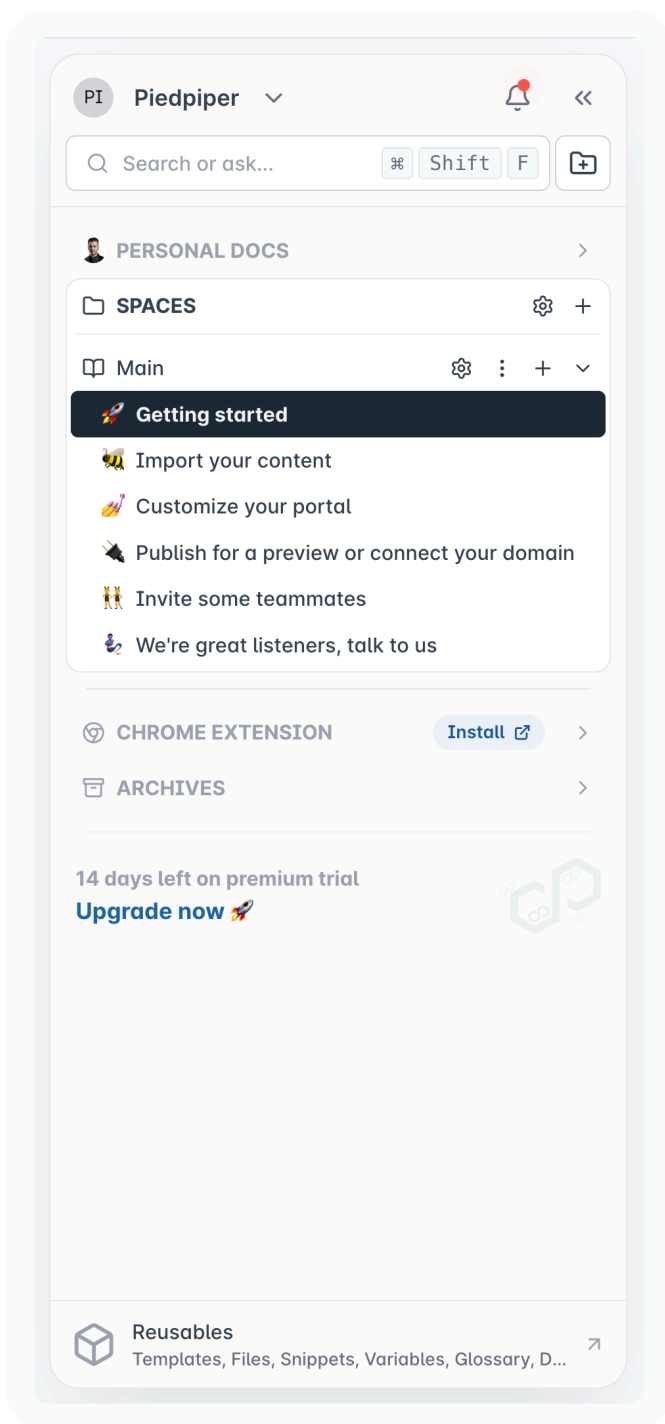 PI Piedpiper
Search or ask... ⌘ Shift F
PERSONAL DOCS
SPACES
Main
Getting started
Import your content
Customize your portal
Publish for a preview or connect your domain
Invite some teammates
We're great listeners, talk to us
CHROME EXTENSION Install
ARCHIVES
14 days left on premium trial
Upgrade now 🚀
Reusables
Templates, Files, Snippets, Variables, Glossary, D...